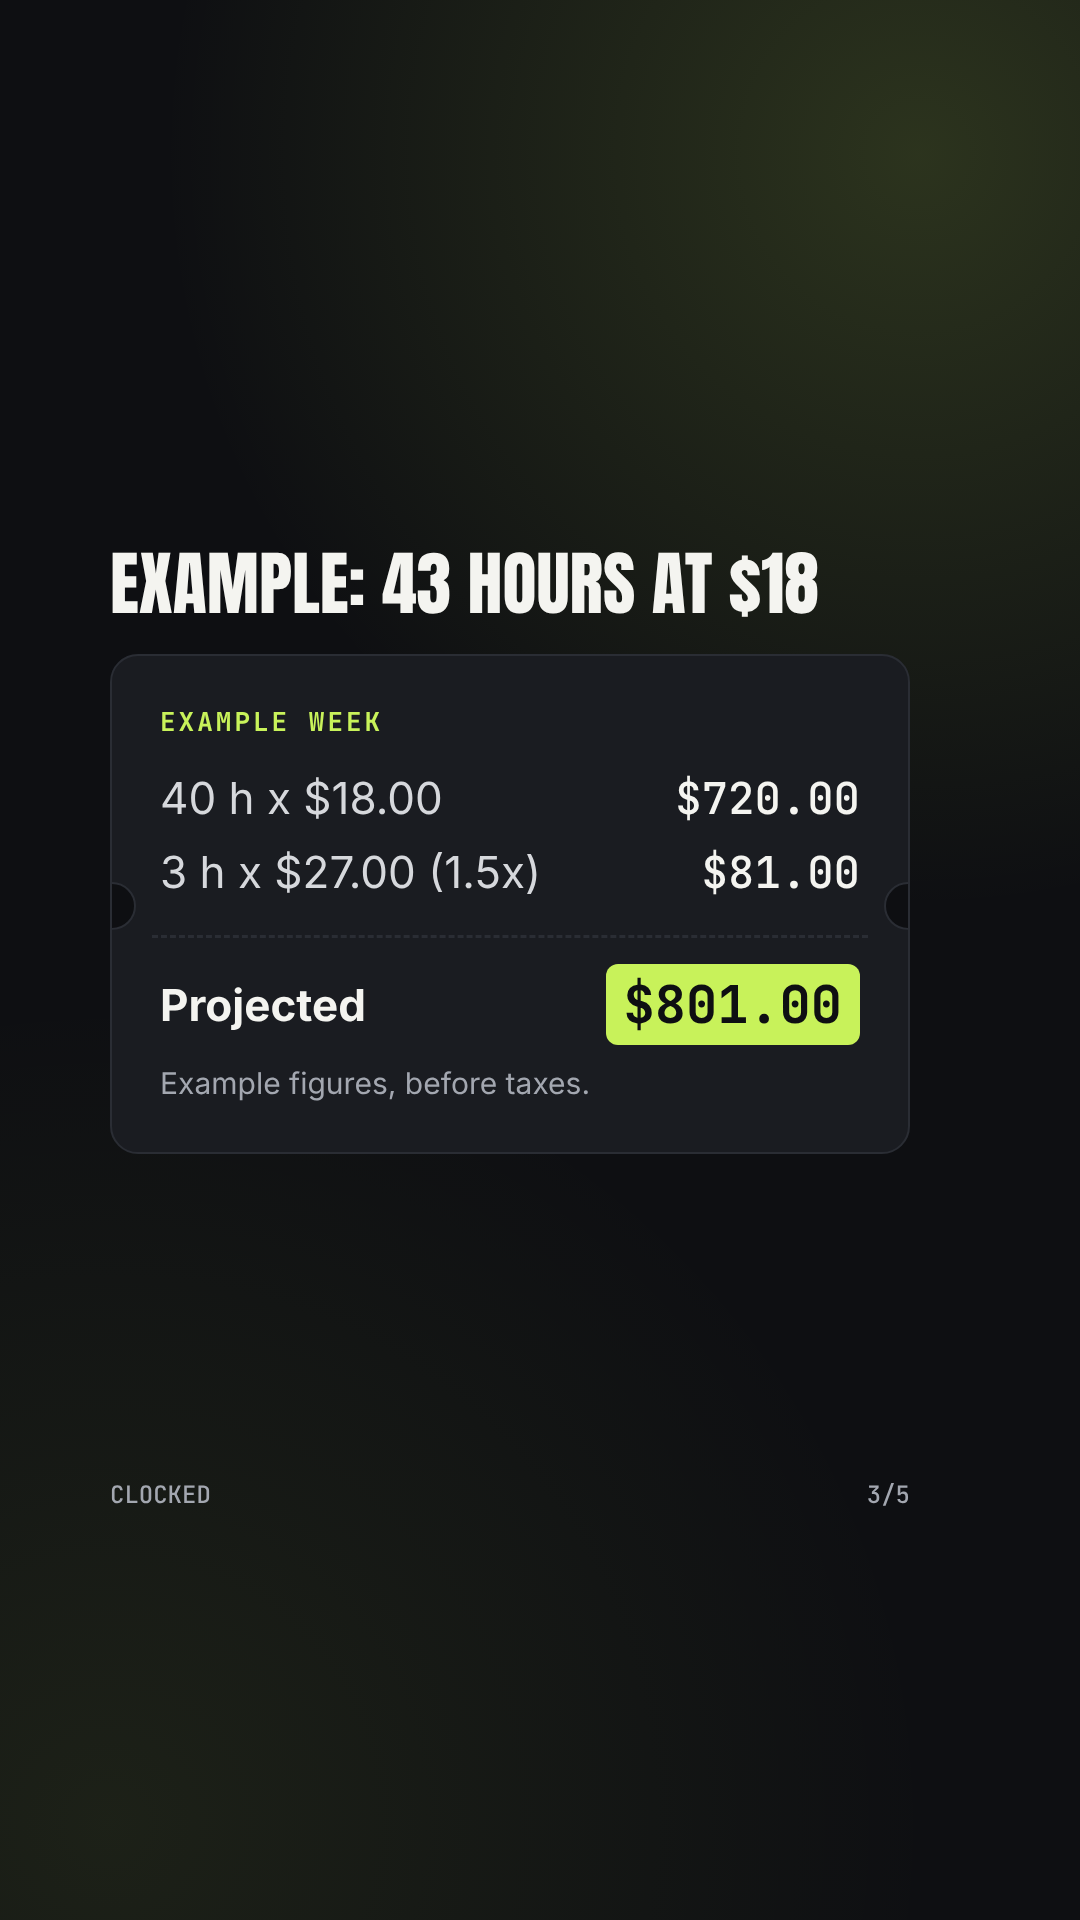 EXAMPLE: 43 HOURS AT $18
EXAMPLE WEEK
40 h x $18.00 $720.00
3 h x $27.00 (1.5x) $81.00
Projected $801.00
Example figures, before taxes.
CLOCKED 3/5